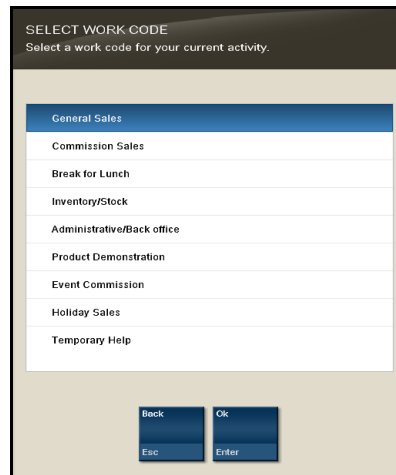 SELECT WORK CODE
Select a work code for your current activity.
General Sales
Commission Sales
Break for Lunch
Inventory/Stock
Administrative/Back office
Product Demonstration
Event Commission
Holiday Sales
Temporary Help
Back Ok
Esc Enter